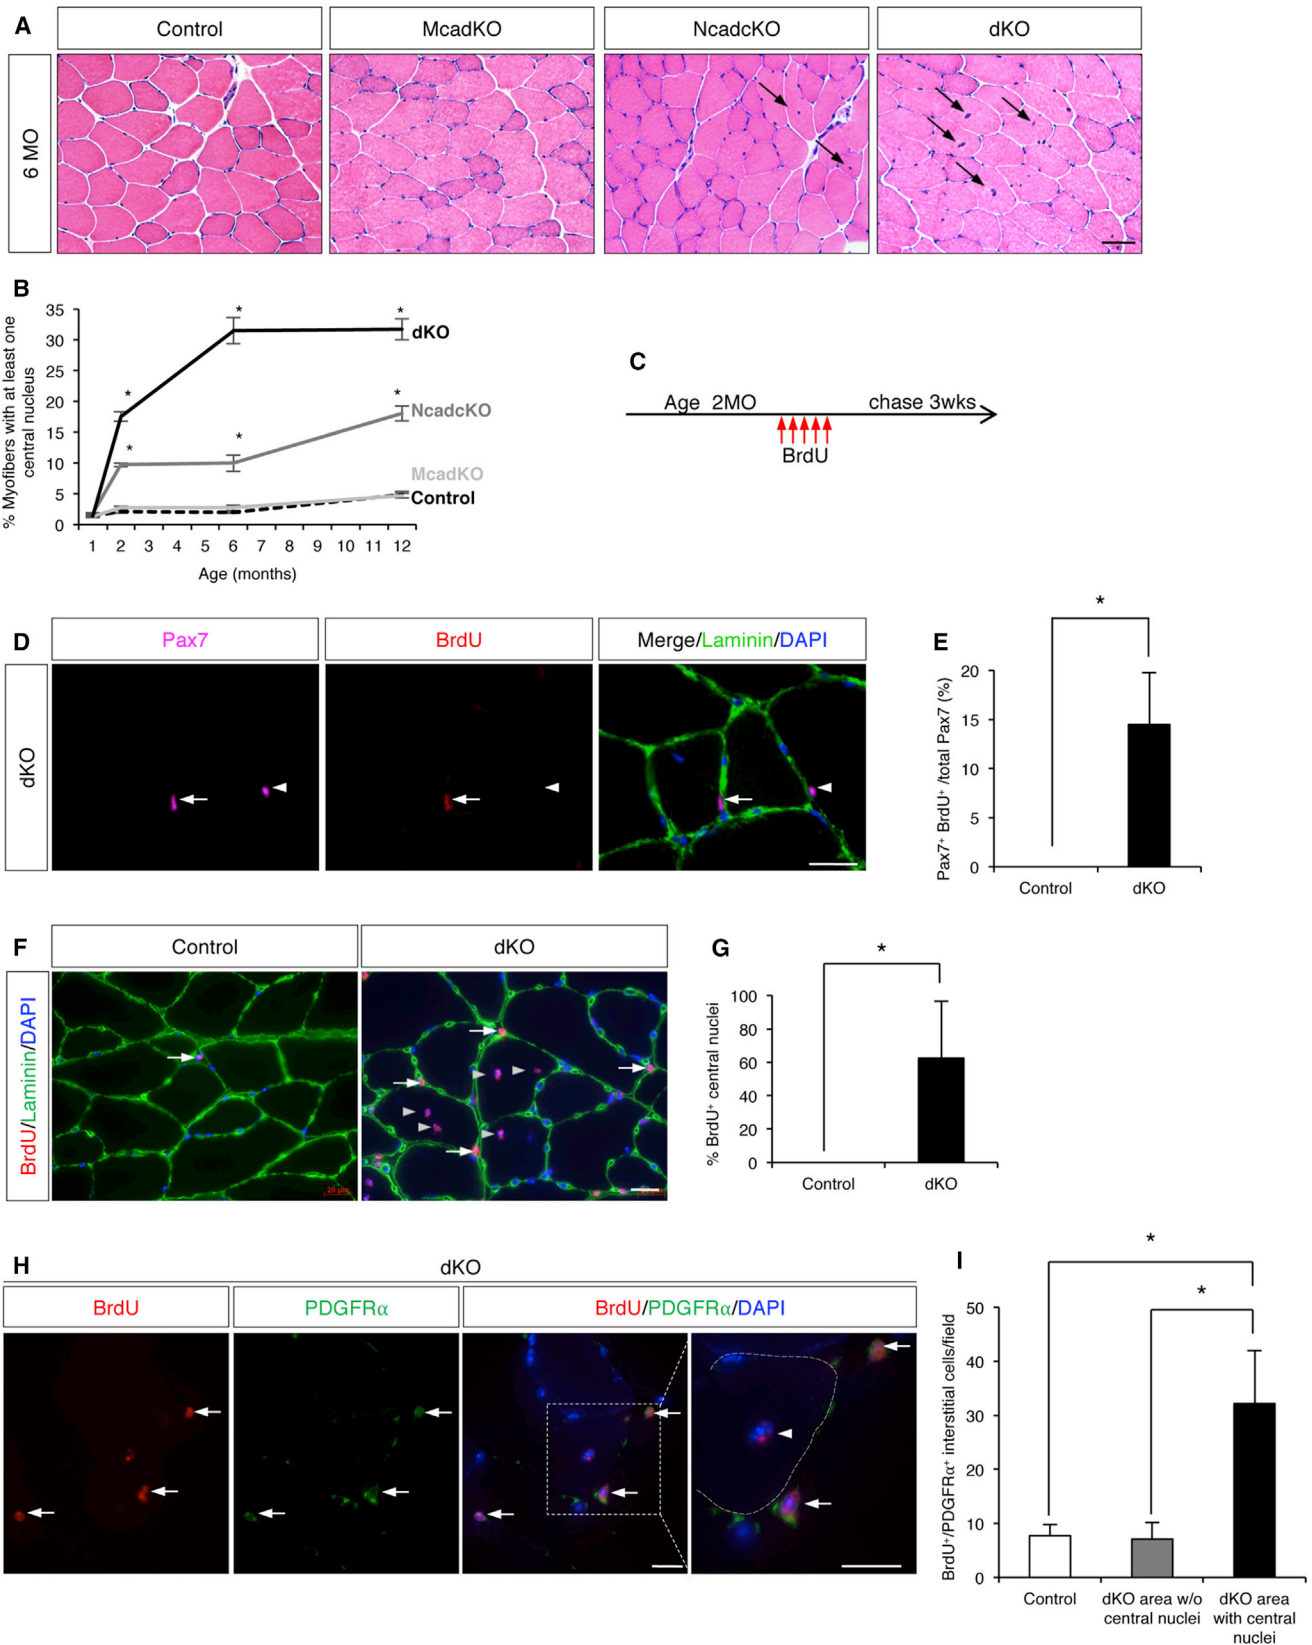 A
Control
McadKO
NcadcKO
dKO
6 MO
B
% Myofibers with at least one
central nucleus
35
30
25
20
15
10
5
0
*
*
*
*
*
*
dKO
NcadcKO
McadKO
Control
1 2 3 4 5 6 7 8 9 10 11 12
Age (months)
C
Age 2MO
chase 3wks
BrdU
D
Pax7
BrdU
Merge/Laminin/DAPI
dKO
E
*
Pax7+ BrdU+ /total Pax7 (%)
20
15
10
5
0
Control
dKO
F
Control
dKO
BrdU/Laminin/DAPI
20 µm
G
*
% BrdU+ central nuclei
100
80
60
40
20
0
Control
dKO
H
dKO
BrdU
PDGFRα
BrdU/PDGFRα/DAPI
I
*
*
BrdU+/PDGFRα+ interstitial cells/field
50
40
30
20
10
0
Control
dKO area w/o
central nuclei
dKO area
with central
nuclei